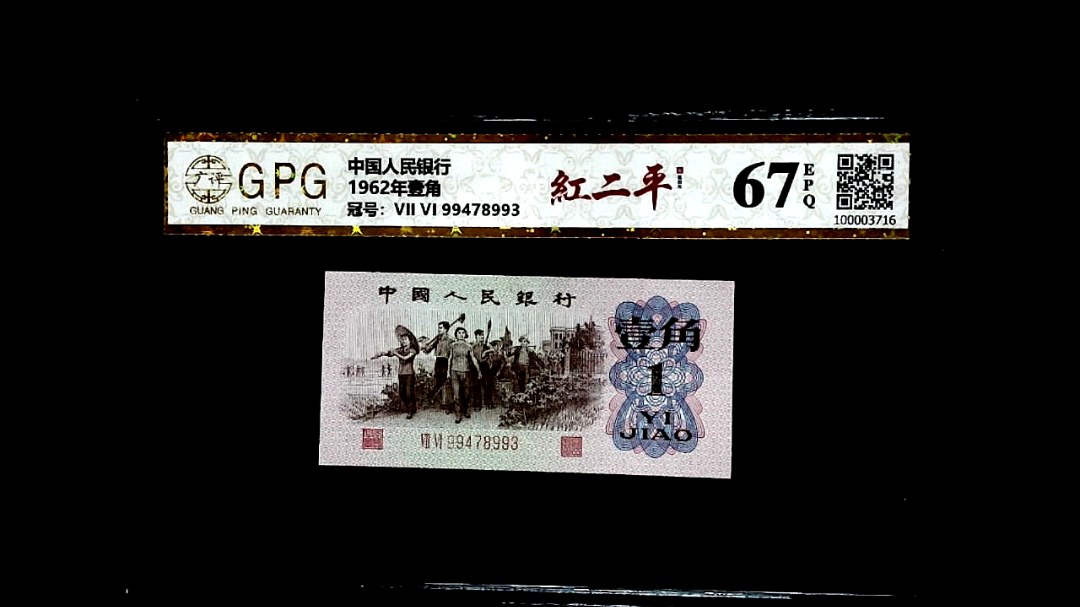 广评
GPG
GUANG PING GUARANTY
中国人民银行
1962年壹角
冠号：VII VI 99478993
紅二平
67
EPQ
100003716
中國人民銀行
壹角
1
YI
JIAO
VII VI 99478993